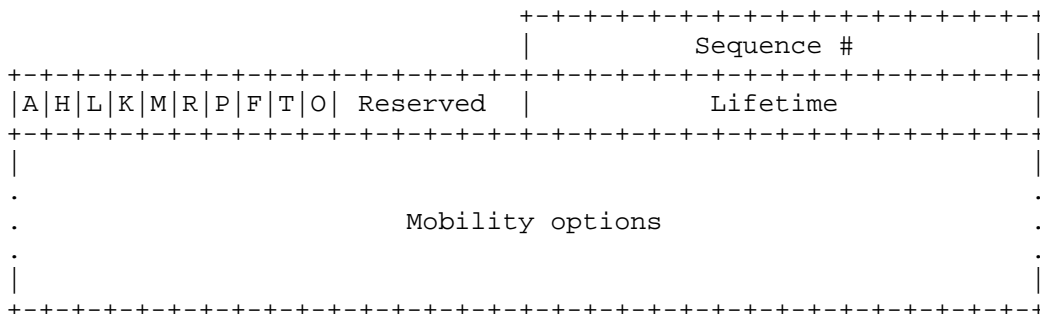 +-+-+-+-+-+-+-+-+-+-+-+-+-+-+-+-+
                                |          Sequence #           |
+-+-+-+-+-+-+-+-+-+-+-+-+-+-+-+-+-+-+-+-+-+-+-+-+-+-+-+-+-+-+-+-+
|A|H|L|K|M|R|P|F|T|O| Reserved  |           Lifetime            |
+-+-+-+-+-+-+-+-+-+-+-+-+-+-+-+-+-+-+-+-+-+-+-+-+-+-+-+-+-+-+-+-+
|                                                               |
.                                                               .
.                        Mobility options                       .
.                                                               .
|                                                               |
+-+-+-+-+-+-+-+-+-+-+-+-+-+-+-+-+-+-+-+-+-+-+-+-+-+-+-+-+-+-+-+-+